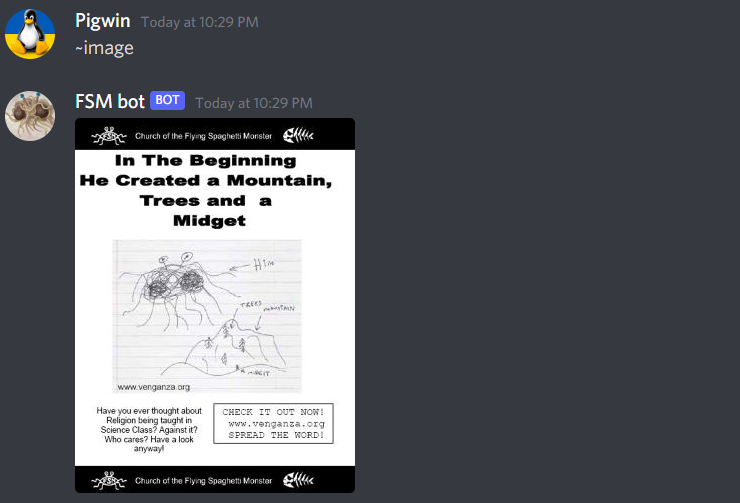 Pigwin Today at 10:29 PM
~image
FSM bot BOT Today at 10:29 PM
Church of the Flying Spaghetti Monster
In The Beginning
He Created a Mountain,
Trees and a
Midget
HIM
TREES
MOUNTAIN
MIDGIT
www.venganza.org
Have you ever thought about
Religion being taught in
Science Class? Against it?
Who cares? Have a look
anyway!
CHECK IT OUT NOW!
www.venganza.org
SPREAD THE WORD!
Church of the Flying Spaghetti Monster